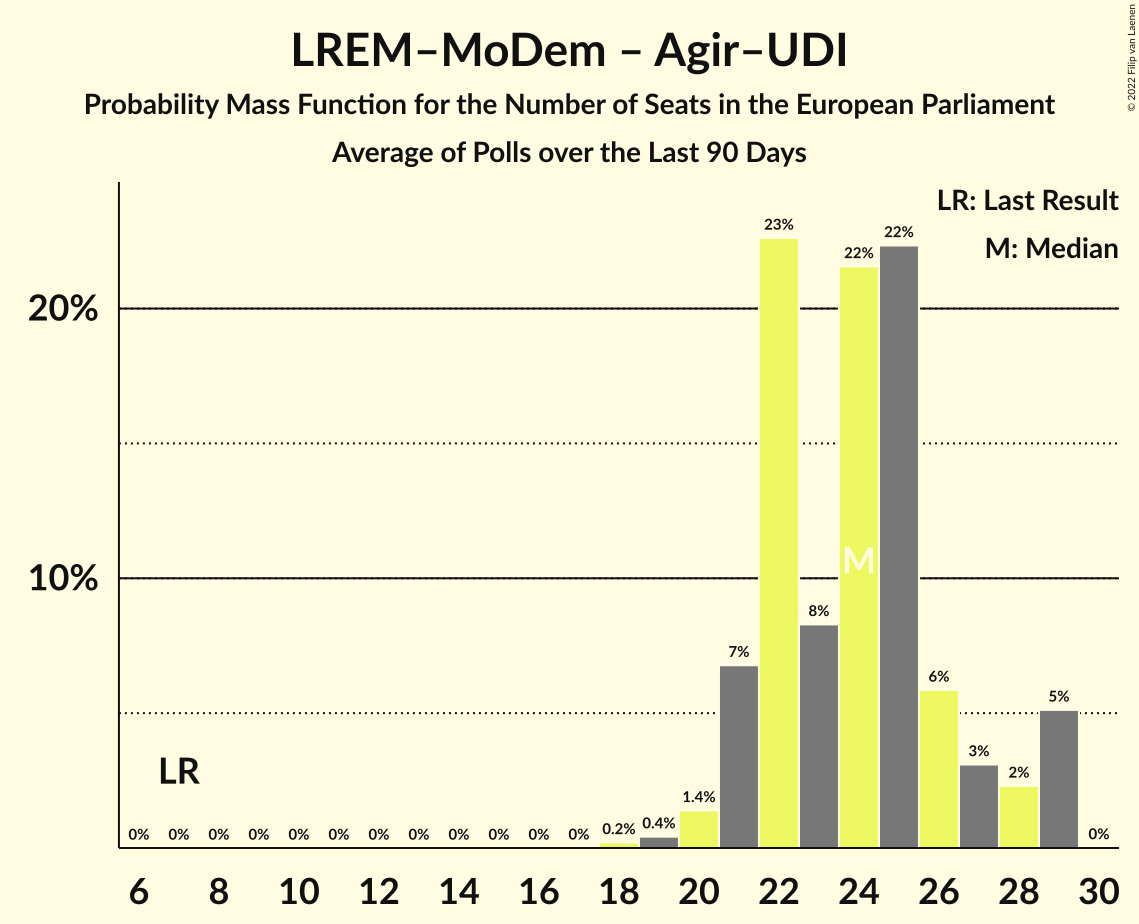 LREM–MoDem – Agir–UDI
Probability Mass Function for the Number of Seats in the European Parliament
Average of Polls over the Last 90 Days
© 2022 Filip van Laenen
LR: Last Result
M: Median
20%
10%
23%
22%
22%
M
8%
7%
6%
5%
3%
2%
LR
1.4%
0% 0% 0% 0% 0% 0% 0% 0% 0% 0% 0% 0% 0.2% 0.4% 0%
6 8 10 12 14 16 18 20 22 24 26 28 30